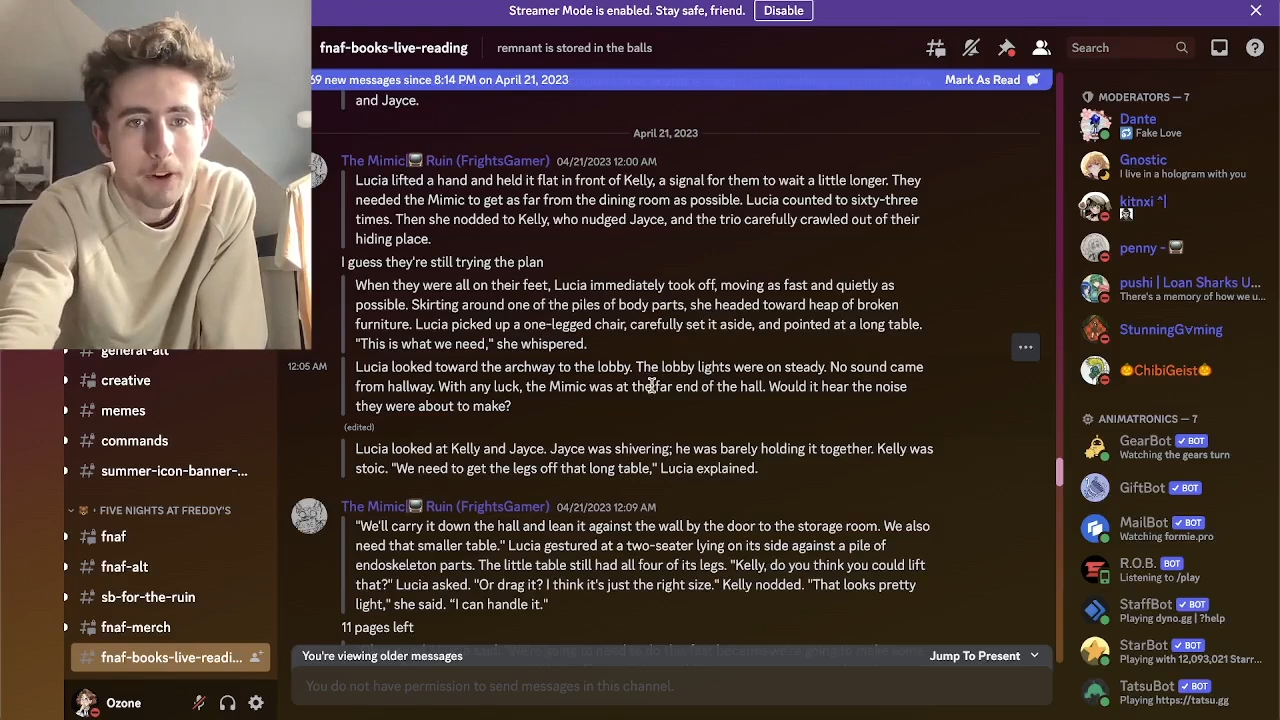 Streamer Mode is enabled. Stay safe, friend.
Disable
fnaf-books-live-reading
remnant is stored in the balls
Search
69 new messages since 8:14 PM on April 21, 2023
Mark As Read
and Jayce.
April 21, 2023
The Mimic| Ruin (FrightsGamer) 04/21/2023 12:00 AM
Lucia lifted a hand and held it flat in front of Kelly, a signal for them to wait a little longer. They
needed the Mimic to get as far from the dining room as possible. Lucia counted to sixty-three
times. Then she nodded to Kelly, who nudged Jayce, and the trio carefully crawled out of their
hiding place.
I guess they're still trying the plan
When they were all on their feet, Lucia immediately took off, moving as fast and quietly as
possible. Skirting around one of the piles of body parts, she headed toward heap of broken
furniture. Lucia picked up a one-legged chair, carefully set it aside, and pointed at a long table.
"This is what we need," she whispered.
12:05 AM
Lucia looked toward the archway to the lobby. The lobby lights were on steady. No sound came
from hallway. With any luck, the Mimic was at the far end of the hall. Would it hear the noise
they were about to make?
(edited)
Lucia looked at Kelly and Jayce. Jayce was shivering; he was barely holding it together. Kelly was
stoic. "We need to get the legs off that long table," Lucia explained.
The Mimic| Ruin (FrightsGamer) 04/21/2023 12:09 AM
"We'll carry it down the hall and lean it against the wall by the door to the storage room. We also
need that smaller table." Lucia gestured at a two-seater lying on its side against a pile of
endoskeleton parts. The little table still had all four of its legs. "Kelly, do you think you could lift
that?" Lucia asked. "Or drag it? I think it's just the right size." Kelly nodded. "That looks pretty
light," she said. "I can handle it."
11 pages left
You're viewing older messages
Jump To Present
You do not have permission to send messages in this channel.
general-alt
creative
memes
commands
summer-icon-banner-...
FIVE NIGHTS AT FREDDY'S
fnaf
fnaf-alt
sb-for-the-ruin
fnaf-merch
fnaf-books-live-readi...
Ozone
MODERATORS — 7
Dante
Fake Love
Gnostic
I live in a hologram with you
kitnxi ^|
penny -
pushi | Loan Sharks U...
There's a memory of how we u...
StunningG∀ming
ChibiGeist
ANIMATRONICS — 7
GearBot BOT
Watching the gears turn
GiftBot BOT
MailBot BOT
Watching formie.pro
R.O.B. BOT
Listening to /play
StaffBot BOT
Playing dyno.gg | ?help
StarBot BOT
Playing with 12,093,021 Starr...
TatsuBot BOT
Playing https://tatsu.gg